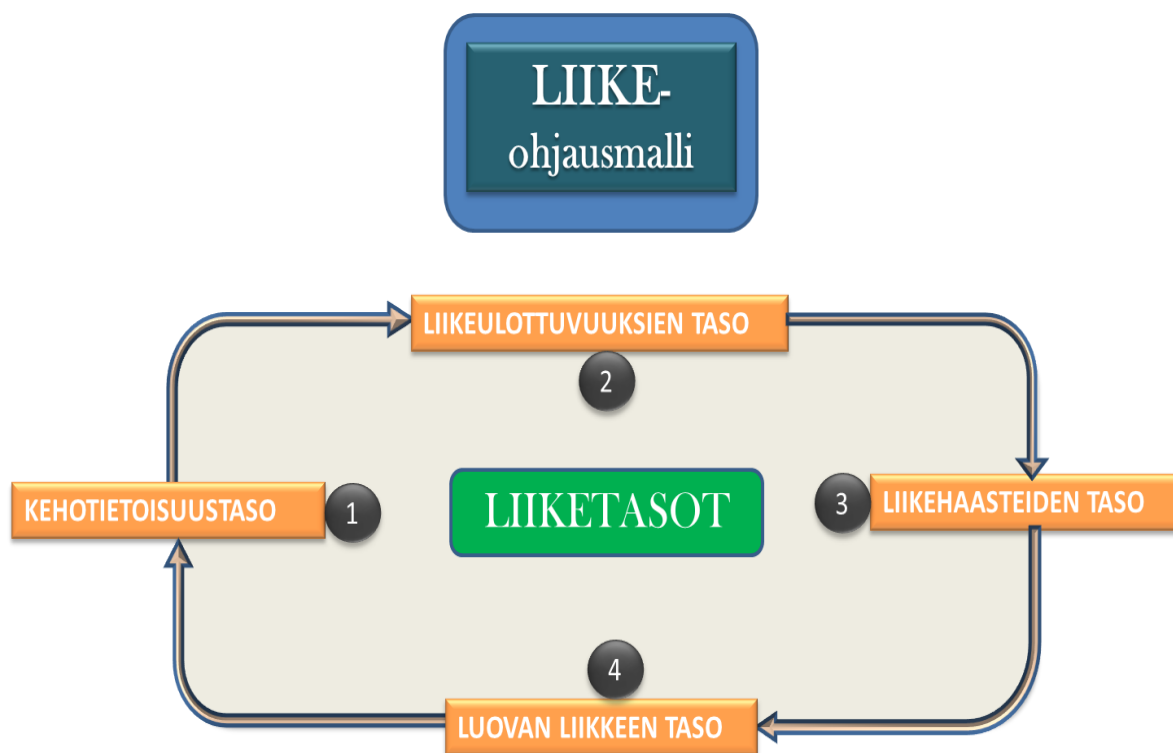 LIIKE-
ohjausmalli
LIIKEULOTTUVUUKSIEN TASO
2
KEHOTIETOISUUSTASO
1
LIIKETASOT
3
LIIKEHAASTEIDEN TASO
4
LUOVAN LIIKKEEN TASO